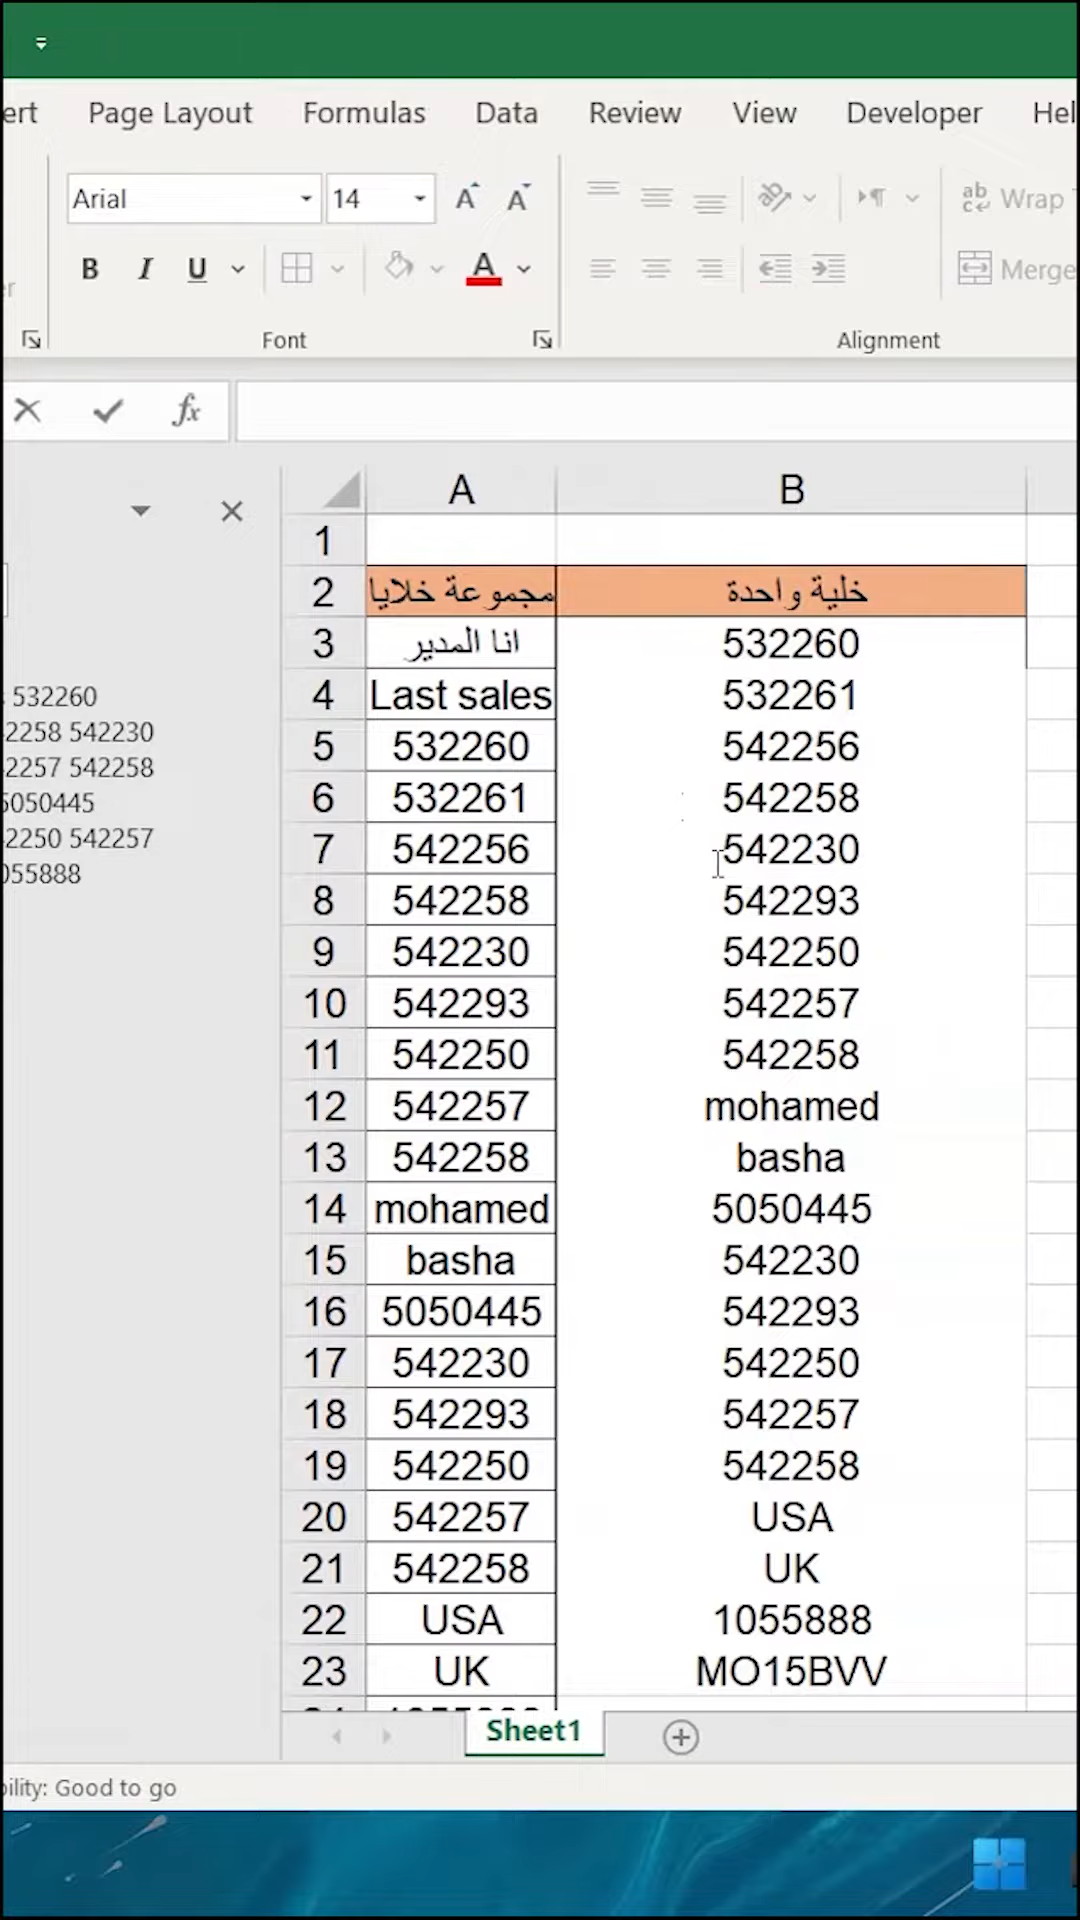 Page Layout Formulas Data Review View Developer
Arial 14 A A ab Wrap
B I U A Merge
Font Alignment
fx
A B
1
2 مجموعة خلايا خلية واحدة
3 انا المدير 532260
4 Last sales 532261
5 532260 542256
6 532261 542258
7 542256 542230
8 542258 542293
9 542230 542250
10 542293 542257
11 542250 542258
12 542257 mohamed
13 542258 basha
14 mohamed 5050445
15 basha 542230
16 5050445 542293
17 542230 542250
18 542293 542257
19 542250 542258
20 542257 USA
21 542258 UK
22 USA 1055888
23 UK MO15BVV
532260
2258 542230
2257 542258
5050445
2250 542257
055888
Sheet1
bility: Good to go